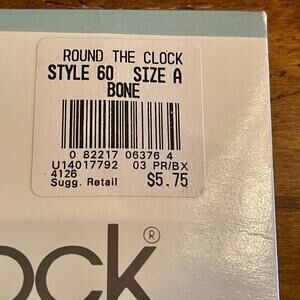 ROUND THE CLOCK
STYLE 60 SIZE A
BONE
0 82217 06376 4
U14017792 03 PR/BX
4126
Sugg. Retail $5.75
ock®